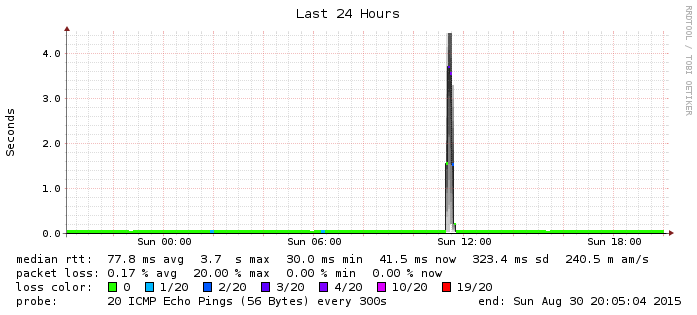 Last 24 Hours
RRDTOOL / TOBI OETIKER
Seconds
4.0
3.0
2.0
1.0
0.0
Sun 00:00 Sun 06:00 Sun 12:00 Sun 18:00
median rtt: 77.8 ms avg 3.7 s max 30.0 ms min 41.5 ms now 323.4 ms sd 240.5 m am/s
packet loss: 0.17 % avg 20.00 % max 0.00 % min 0.00 % now
loss color: 0 1/20 2/20 3/20 4/20 10/20 19/20
probe: 20 ICMP Echo Pings (56 Bytes) every 300s end: Sun Aug 30 20:05:04 2015